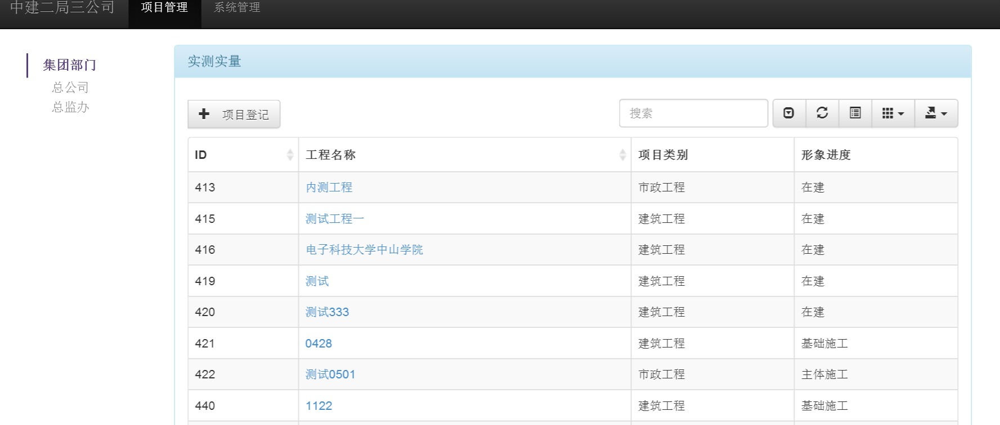 中建二局三公司 项目管理 系统管理
集团部门
总公司
总监办
实测实量
项目登记 搜索
ID 工程名称 项目类别 形象进度
413 内测工程 市政工程 在建
415 测试工程一 建筑工程 在建
416 电子科技大学中山学院 建筑工程 在建
419 测试 建筑工程 在建
420 测试333 建筑工程 在建
421 0428 建筑工程 基础施工
422 测试0501 市政工程 主体施工
440 1122 建筑工程 基础施工